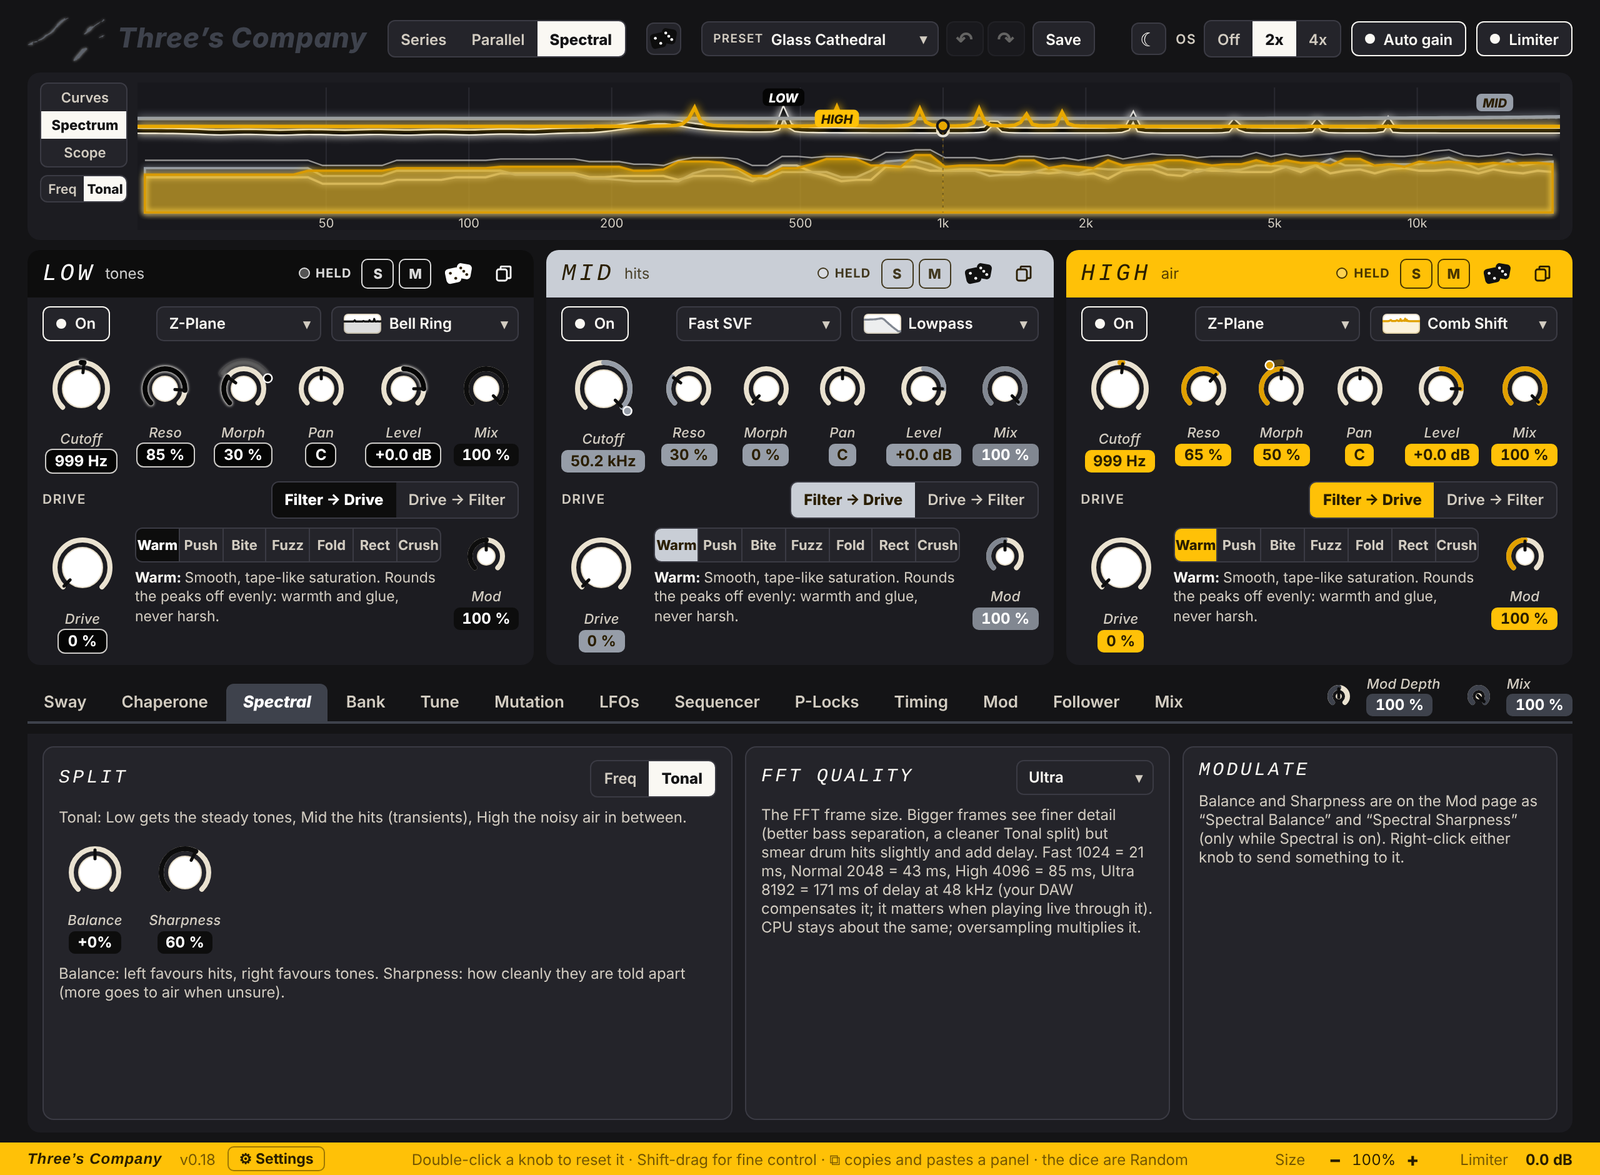 Three's Company
Series Parallel Spectral
PRESET Glass Cathedral
Save
OS Off 2x 4x
Auto gain
Limiter
Curves
Spectrum
Scope
Freq Tonal
LOW
HIGH
MID
50 100 200 500 1k 2k 5k 10k
LOW tones HELD S M
On Z-Plane Bell Ring
Cutoff Reso Morph Pan Level Mix
999 Hz 85 % 30 % C +0.0 dB 100 %
DRIVE Filter → Drive Drive → Filter
Warm Push Bite Fuzz Fold Rect Crush
Warm: Smooth, tape-like saturation. Rounds
the peaks off evenly: warmth and glue,
never harsh.
Drive
0 %
Mod
100 %
MID hits HELD S M
On Fast SVF Lowpass
Cutoff Reso Morph Pan Level Mix
50.2 kHz 30 % 0 % C +0.0 dB 100 %
DRIVE Filter → Drive Drive → Filter
Warm Push Bite Fuzz Fold Rect Crush
Warm: Smooth, tape-like saturation. Rounds
the peaks off evenly: warmth and glue,
never harsh.
Drive
0 %
Mod
100 %
HIGH air HELD S M
On Z-Plane Comb Shift
Cutoff Reso Morph Pan Level Mix
999 Hz 65 % 50 % C +0.0 dB 100 %
DRIVE Filter → Drive Drive → Filter
Warm Push Bite Fuzz Fold Rect Crush
Warm: Smooth, tape-like saturation. Rounds
the peaks off evenly: warmth and glue,
never harsh.
Drive
0 %
Mod
100 %
Sway Chaperone Spectral Bank Tune Mutation LFOs Sequencer P-Locks Timing Mod Follower Mix
Mod Depth
100 %
Mix
100 %
SPLIT Freq Tonal
Tonal: Low gets the steady tones, Mid the hits (transients), High the noisy air in between.
Balance Sharpness
+0% 60 %
Balance: left favours hits, right favours tones. Sharpness: how cleanly they are told apart
(more goes to air when unsure).
FFT QUALITY Ultra
The FFT frame size. Bigger frames see finer detail
(better bass separation, a cleaner Tonal split) but
smear drum hits slightly and add delay. Fast 1024 = 21
ms, Normal 2048 = 43 ms, High 4096 = 85 ms, Ultra
8192 = 171 ms of delay at 48 kHz (your DAW
compensates it; it matters when playing live through it).
CPU stays about the same; oversampling multiplies it.
MODULATE
Balance and Sharpness are on the Mod page as
“Spectral Balance” and “Spectral Sharpness”
(only while Spectral is on). Right-click either
knob to send something to it.
Three's Company v0.18 ⚙ Settings Double-click a knob to reset it · Shift-drag for fine control · ⧉ copies and pastes a panel · the dice are Random Size − 100% + Limiter 0.0 dB